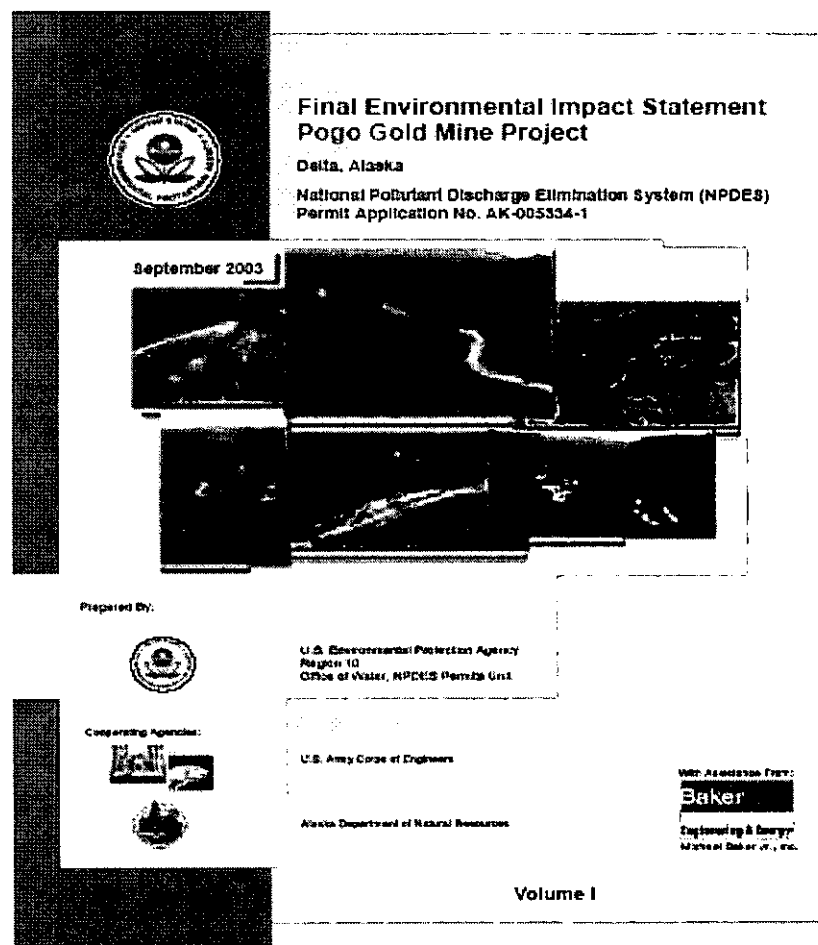 Final Environmental Impact Statement
Pogo Gold Mine Project
Delta, Alaska
National Pollutant Discharge Elimination System (NPDES)
Permit Application No. AK-005334-1
September 2003
Prepared By:
U.S. Environmental Protection Agency
Region 10
Office of Water, NPDES Permits Unit
Cooperating Agencies:
U.S. Army Corps of Engineers
Alaska Department of Natural Resources
With Assistance From:
Baker
Engineering & Energy
Michael Baker Jr., Inc.
Volume I